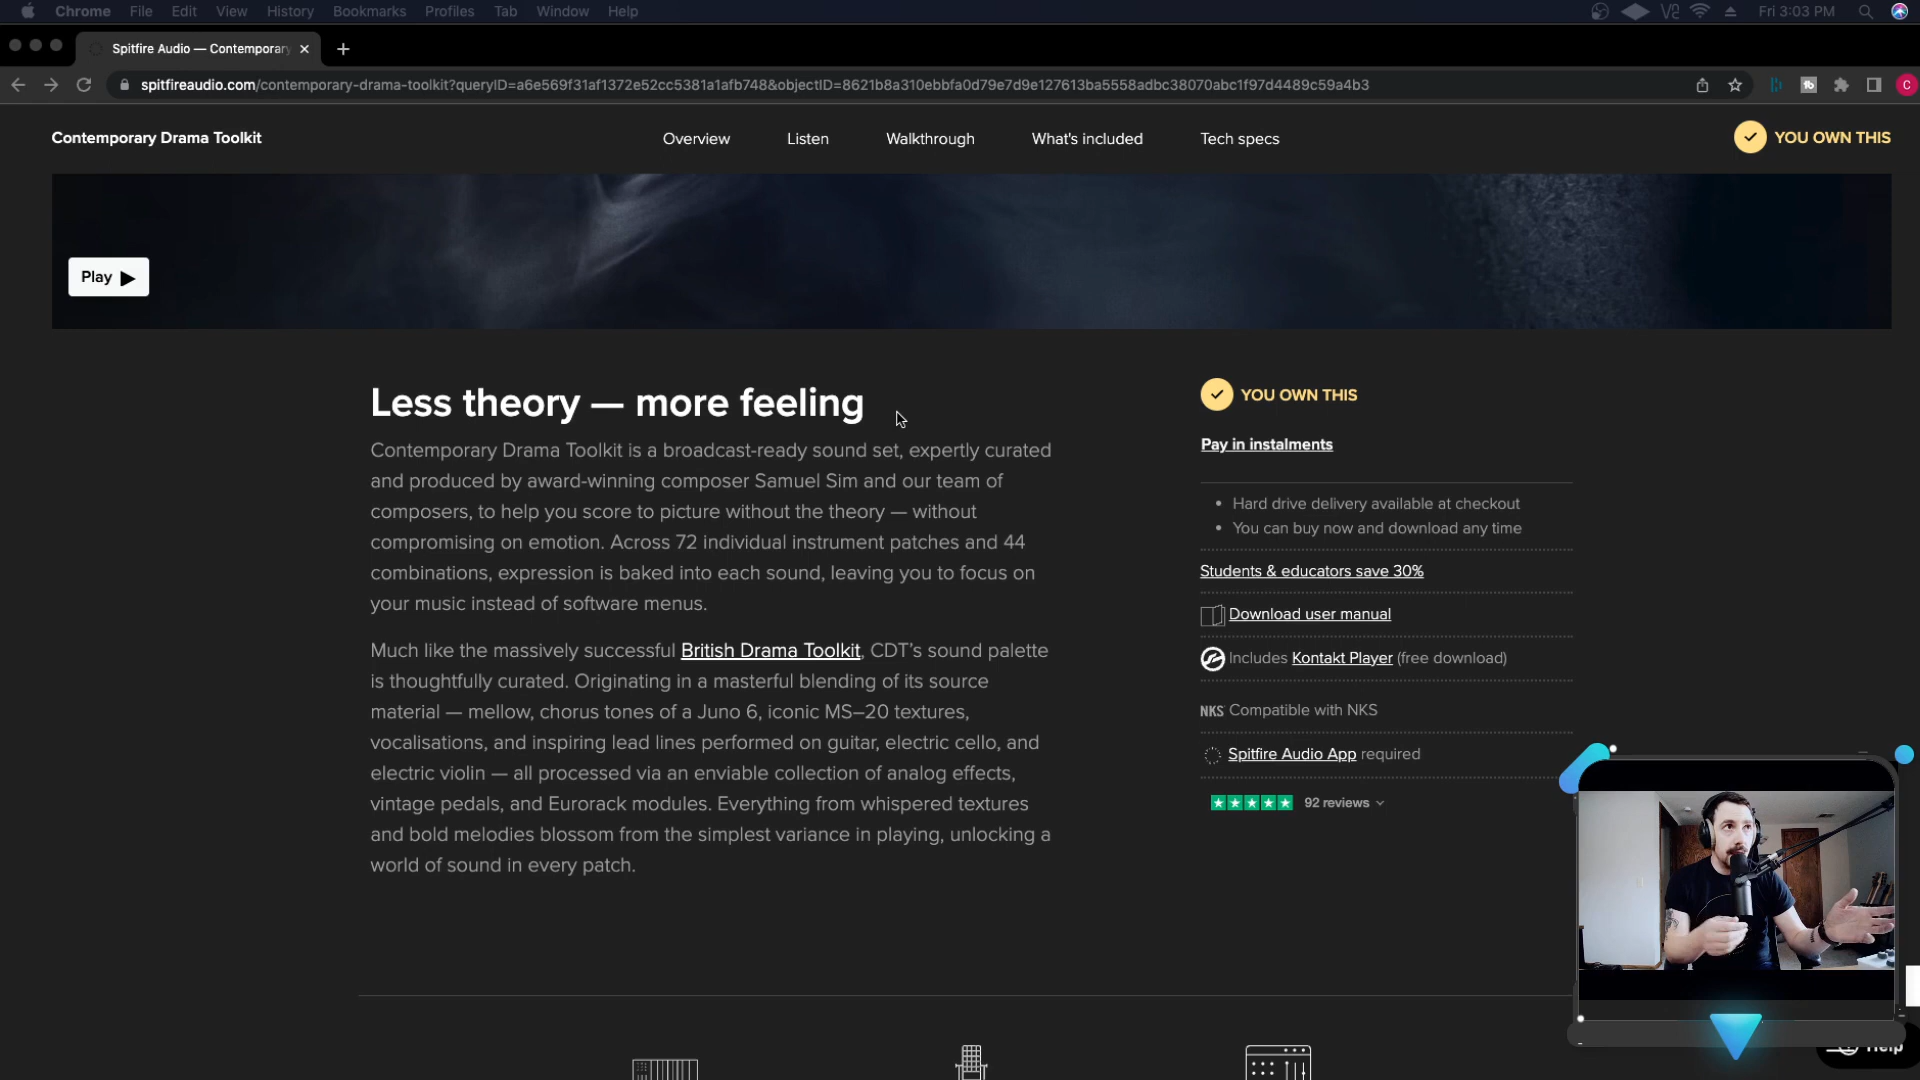 Chrome File Edit View History Bookmarks Profiles Tab Window Help Fri 3:03 PM
Spitfire Audio — Contemporary
spitfireaudio.com/contemporary-drama-toolkit?queryID=a6e569f31af1372e52cc5381a1afb748&objectID=8621b8a310ebbfa0d79e7d9e127613ba5558adbc38070abc1f97d4489c59a4b3
C
Contemporary Drama Toolkit Overview Listen Walkthrough What's included Tech specs YOU OWN THIS
Play
Less theory — more feeling
Contemporary Drama Toolkit is a broadcast-ready sound set, expertly curated
and produced by award-winning composer Samuel Sim and our team of
composers, to help you score to picture without the theory — without
compromising on emotion. Across 72 individual instrument patches and 44
combinations, expression is baked into each sound, leaving you to focus on
your music instead of software menus.
Much like the massively successful British Drama Toolkit, CDT's sound palette
is thoughtfully curated. Originating in a masterful blending of its source
material — mellow, chorus tones of a Juno 6, iconic MS–20 textures,
vocalisations, and inspiring lead lines performed on guitar, electric cello, and
electric violin — all processed via an enviable collection of analog effects,
vintage pedals, and Eurorack modules. Everything from whispered textures
and bold melodies blossom from the simplest variance in playing, unlocking a
world of sound in every patch.
YOU OWN THIS
Pay in instalments
• Hard drive delivery available at checkout
• You can buy now and download any time
Students & educators save 30%
Download user manual
Includes Kontakt Player (free download)
NKS Compatible with NKS
Spitfire Audio App required
92 reviews
Help